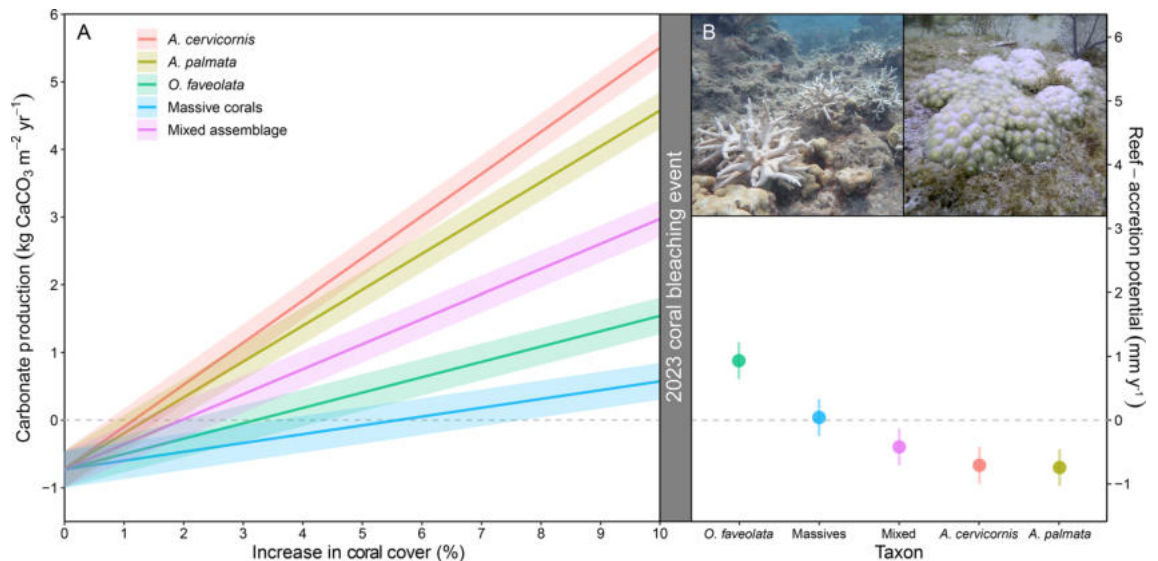 A
6
5
4
3
2
1
0
−1
Carbonate production (kg CaCO₃ m⁻² yr⁻¹)
A. cervicornis
A. palmata
O. faveolata
Massive corals
Mixed assemblage
0 1 2 3 4 5 6 7 8 9 10
Increase in coral cover (%)
2023 coral bleaching event
B
6
5
4
3
2
1
0
−1
Reef − accretion potential (mm y⁻¹)
O. faveolata Massives Mixed A. cervicornis A. palmata
Taxon